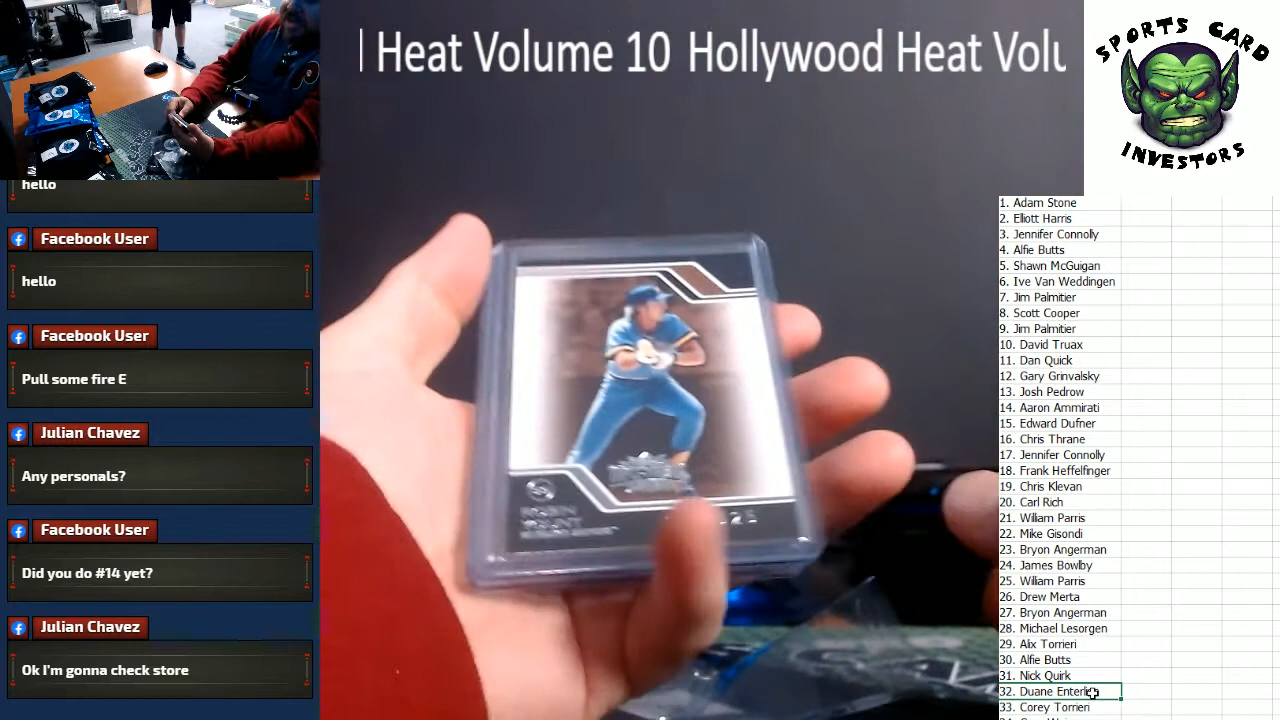 Heat Volume 10 Hollywood Heat Volu
SPORTS CARD
INVESTORS
hello
Facebook User
hello
Facebook User
Pull some fire E
Julian Chavez
Any personals?
Facebook User
Did you do #14 yet?
Julian Chavez
Ok I'm gonna check store
ROBIN
YOUNT
1. Adam Stone
2. Elliott Harris
3. Jennifer Connolly
4. Alfie Butts
5. Shawn McGuigan
6. Ive Van Weddingen
7. Jim Palmitier
8. Scott Cooper
9. Jim Palmitier
10. David Truax
11. Dan Quick
12. Gary Grinvalsky
13. Josh Pedrow
14. Aaron Ammirati
15. Edward Dufner
16. Chris Thrane
17. Jennifer Connolly
18. Frank Heffelfinger
19. Chris Klevan
20. Carl Rich
21. William Parris
22. Mike Gisondi
23. Bryon Angerman
24. James Bowlby
25. William Parris
26. Drew Merta
27. Bryon Angerman
28. Michael Lesorgen
29. Alix Torrieri
30. Alfie Butts
31. Nick Quirk
32. Duane
33. Corey Torrieri